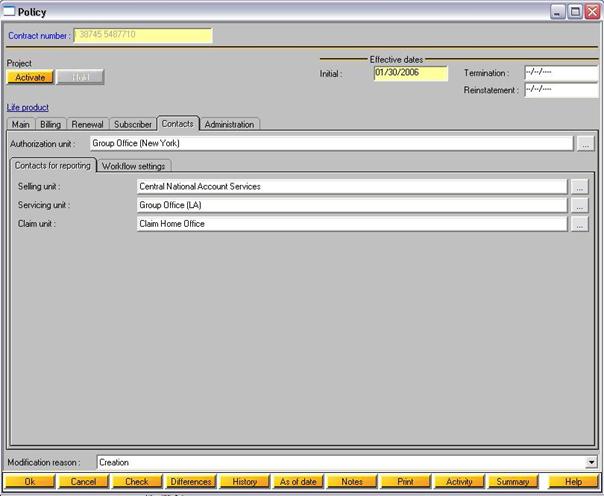 Policy
Contract number : 38745 5487710
Project
Activate Hold
Effective dates
Initial : 01/30/2006
Termination : --/--/----
Reinstatement : --/--/----
Life product
Main Billing Renewal Subscriber Contacts Administration
Authorization unit : Group Office (New York) ...
Contacts for reporting Workflow settings
Selling unit : Central National Account Services ...
Servicing unit : Group Office (LA) ...
Claim unit : Claim Home Office ...
Modification reason : Creation
Ok Cancel Check Differences History As of date Notes Print Activity Summary Help